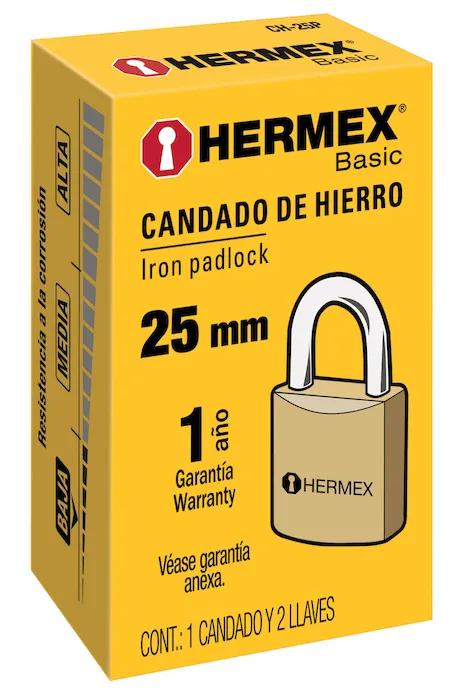 CH-25P
HERMEX
Basic
HERMEX®
Basic
CANDADO DE HIERRO
Iron padlock
25 mm
1 año
Garantía
Warranty
Véase garantía
anexa.
CONT.: 1 CANDADO Y 2 LLAVES
HERMEX
Resistencia a la corrosión
ALTA
MEDIA
BAJA